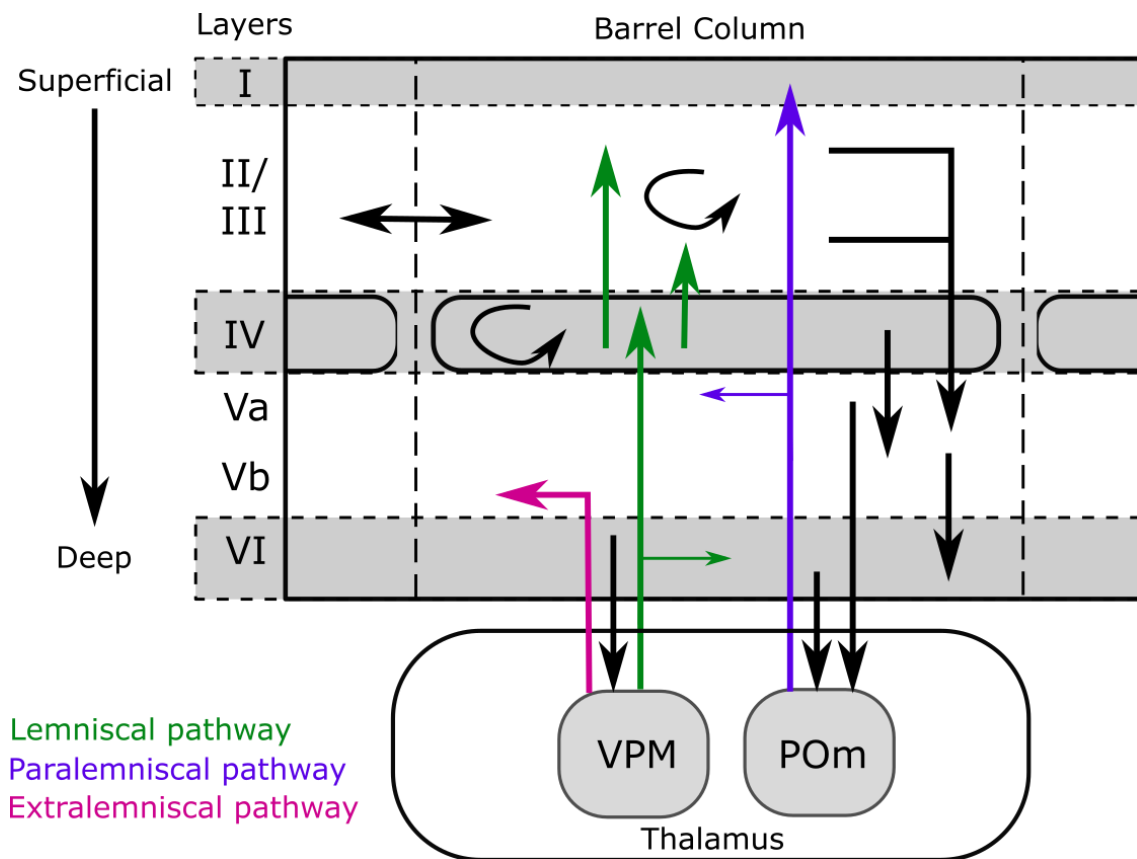 Layers
Barrel Column
Superficial
I
II/
III
IV
Va
Vb
VI
Deep
VPM
POm
Thalamus
Lemniscal pathway
Paralemniscal pathway
Extralemniscal pathway